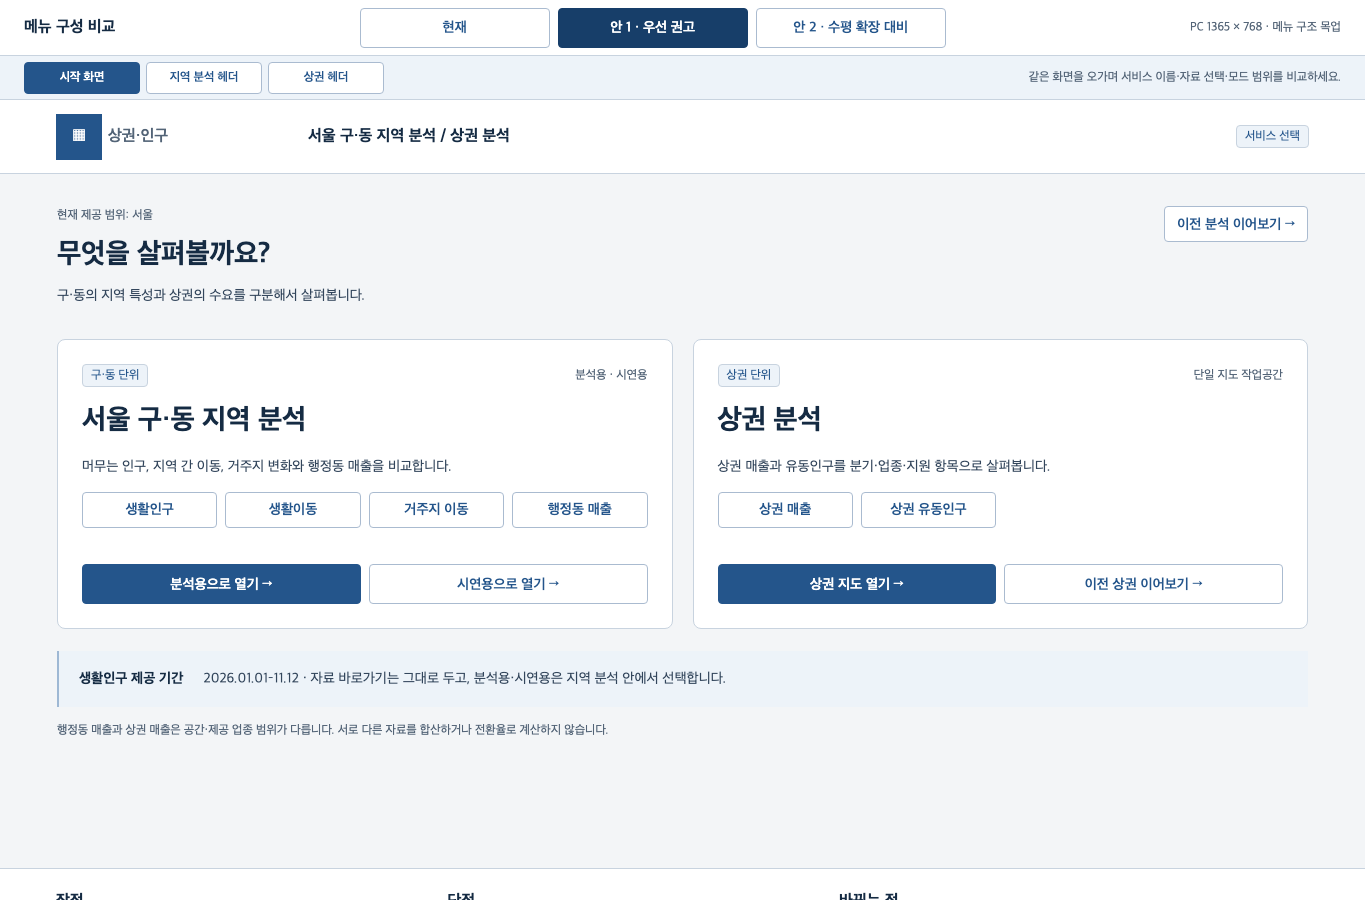 메뉴 구성 비교
현재
안 1 · 우선 권고
안 2 · 수평 확장 대비
PC 1365 × 768 · 메뉴 구조 목업
시작 화면
지역 분석 헤더
상권 헤더
같은 화면을 오가며 서비스 이름·자료 선택·모드 범위를 비교하세요.
▦ 상권·인구
서울 구·동 지역 분석 / 상권 분석
서비스 선택
현재 제공 범위: 서울
무엇을 살펴볼까요?
이전 분석 이어보기 →
구·동의 지역 특성과 상권의 수요를 구분해서 살펴봅니다.
구·동 단위
분석용 · 시연용
서울 구·동 지역 분석
머무는 인구, 지역 간 이동, 거주지 변화와 행정동 매출을 비교합니다.
생활인구
생활이동
거주지 이동
행정동 매출
분석용으로 열기 →
시연용으로 열기 →
상권 단위
단일 지도 작업공간
상권 분석
상권 매출과 유동인구를 분기·업종·지원 항목으로 살펴봅니다.
상권 매출
상권 유동인구
상권 지도 열기 →
이전 상권 이어보기 →
생활인구 제공 기간
2026.01.01-11.12 · 자료 바로가기는 그대로 두고, 분석용·시연용은 지역 분석 안에서 선택합니다.
행정동 매출과 상권 매출은 공간·제공 업종 범위가 다릅니다. 서로 다른 자료를 합산하거나 전환율로 계산하지 않습니다.
장점
단점
바뀌는 점